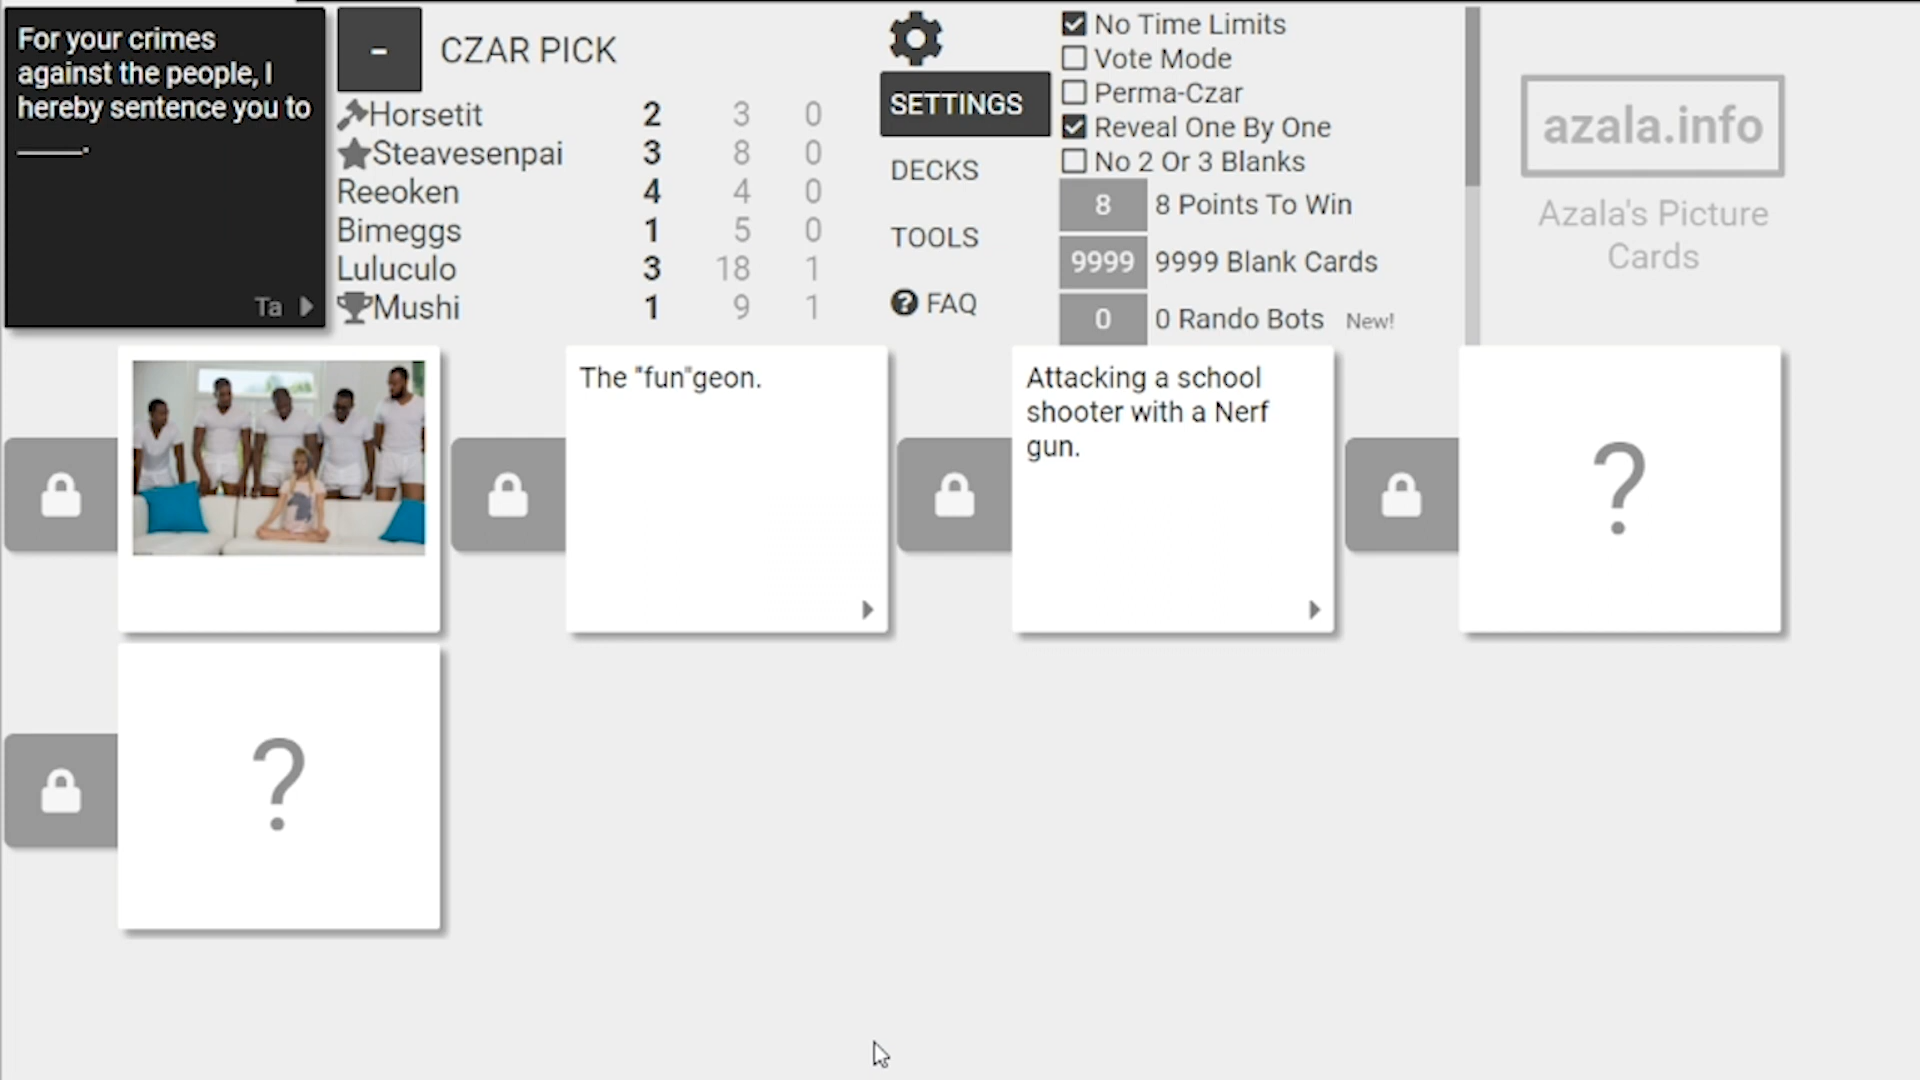 For your crimes
against the people, I
hereby sentence you to
_____.
Ta
-
CZAR PICK
Horsetit 2 3 0
Steavesenpai 3 8 0
Reeoken 4 4 0
Bimeggs 1 5 0
Luluculo 3 18 1
Mushi 1 9 1
SETTINGS
DECKS
TOOLS
? FAQ
No Time Limits
Vote Mode
Perma-Czar
Reveal One By One
No 2 Or 3 Blanks
8 8 Points To Win
9999 9999 Blank Cards
0 0 Rando Bots New!
azala.info
Azala's Picture
Cards
The "fun"geon.
Attacking a school
shooter with a Nerf
gun.
?
?